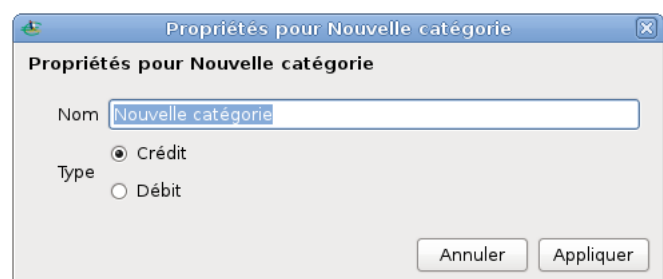 Propriétés pour Nouvelle catégorie
Propriétés pour Nouvelle catégorie
Nom Nouvelle catégorie
Crédit
Type
Débit
Annuler Appliquer